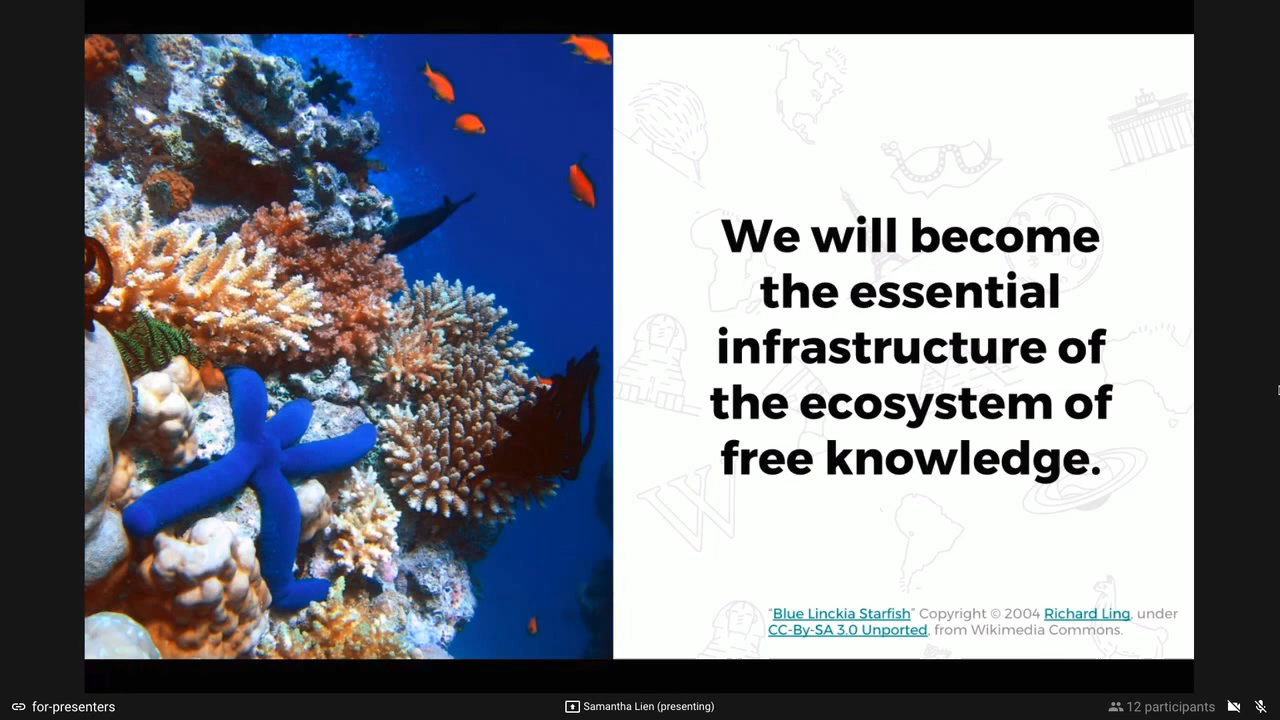 We will become
the essential
infrastructure of
the ecosystem of
free knowledge.
W
"Blue Linckia Starfish" Copyright © 2004 Richard Ling, under
CC-By-SA 3.0 Unported, from Wikimedia Commons.
for-presenters
Samantha Lien (presenting)
12 participants